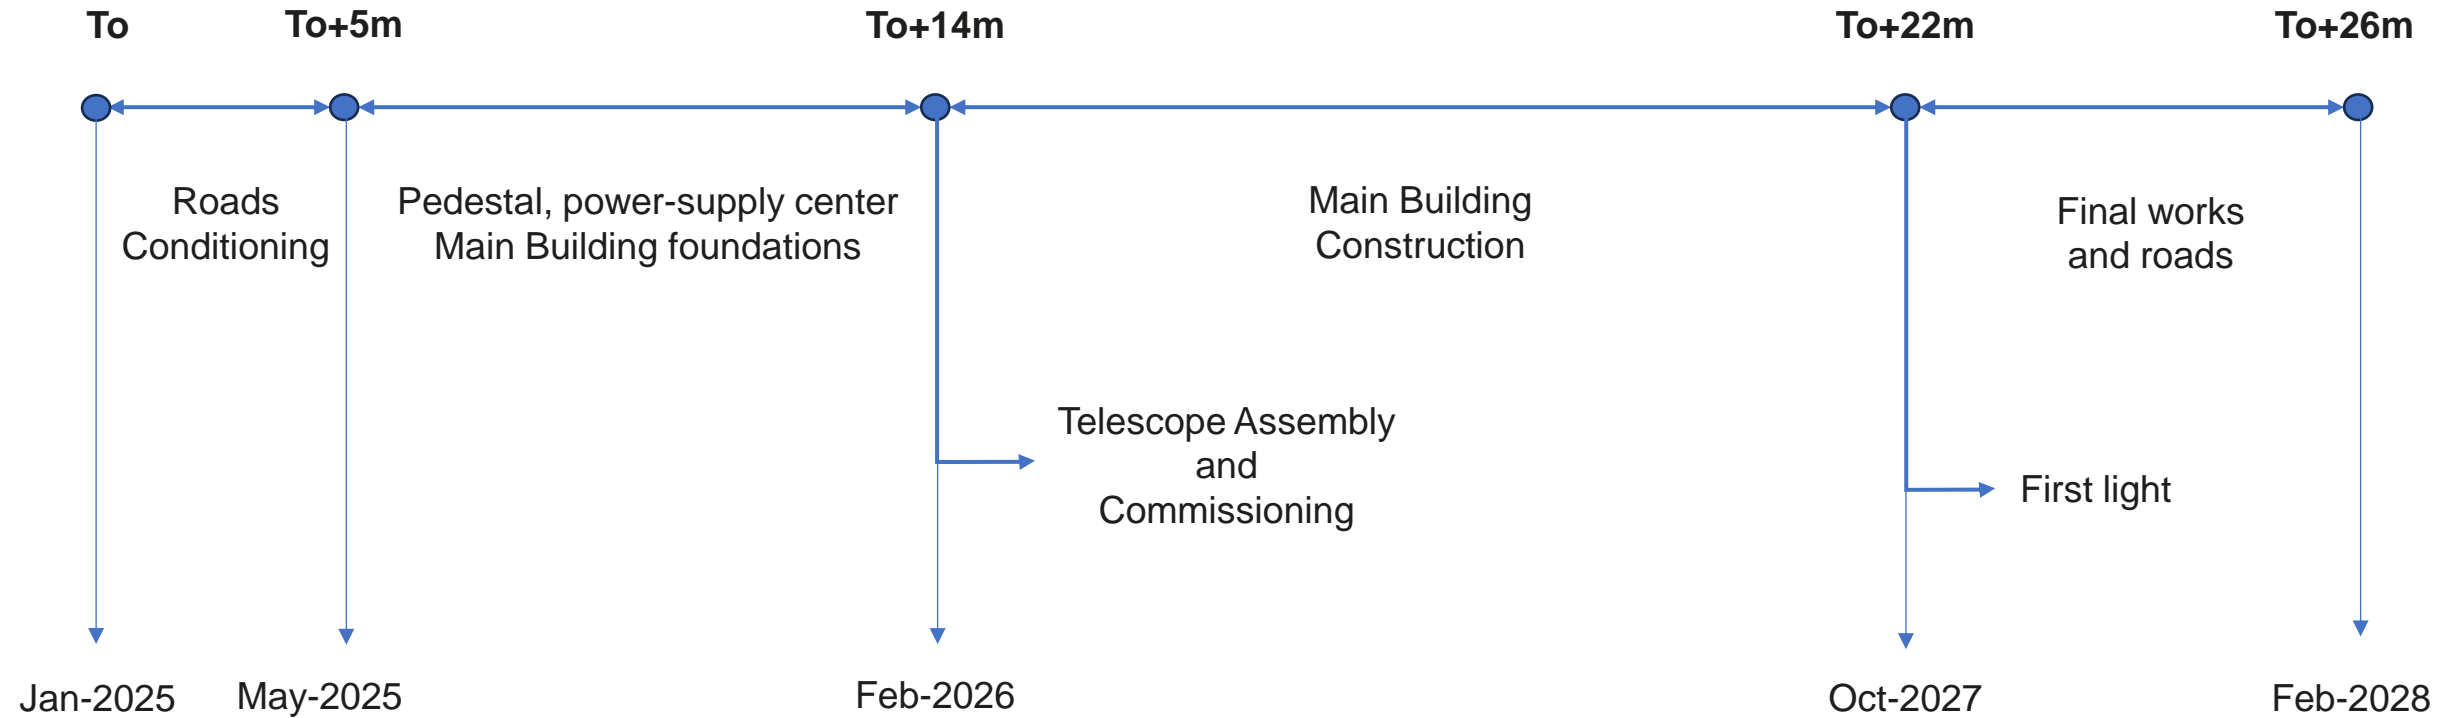 To
To+5m
To+14m
To+22m
To+26m
Roads
Conditioning
Pedestal, power-supply center
Main Building foundations
Main Building
Construction
Final works
and roads
Telescope Assembly
and
Commissioning
First light
Jan-2025
May-2025
Feb-2026
Oct-2027
Feb-2028